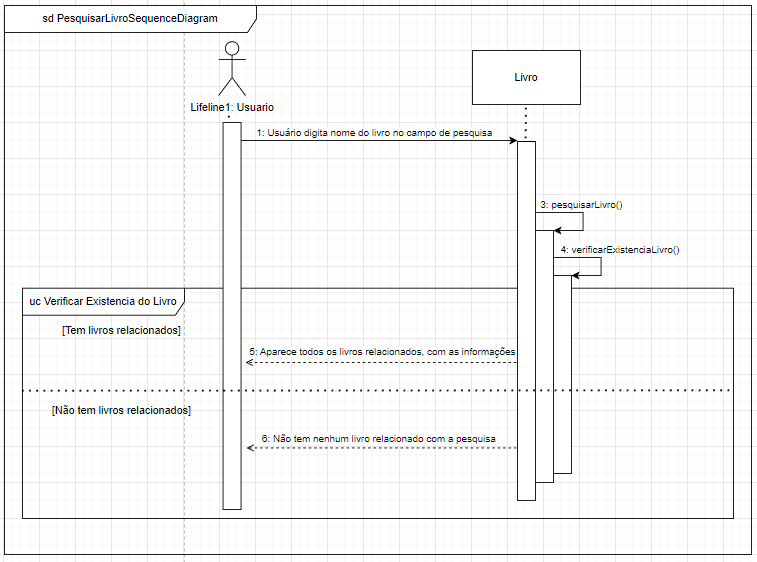 sd PesquisarLivroSequenceDiagram
Lifeline1: Usuario
Livro
1: Usuário digita nome do livro no campo de pesquisa
3: pesquisarLivro()
4: verificarExistenciaLivro()
uc Verificar Existencia do Livro
[Tem livros relacionados]
5: Aparece todos os livros relacionados, com as informações
[Não tem livros relacionados]
6: Não tem nenhum livro relacionado com a pesquisa